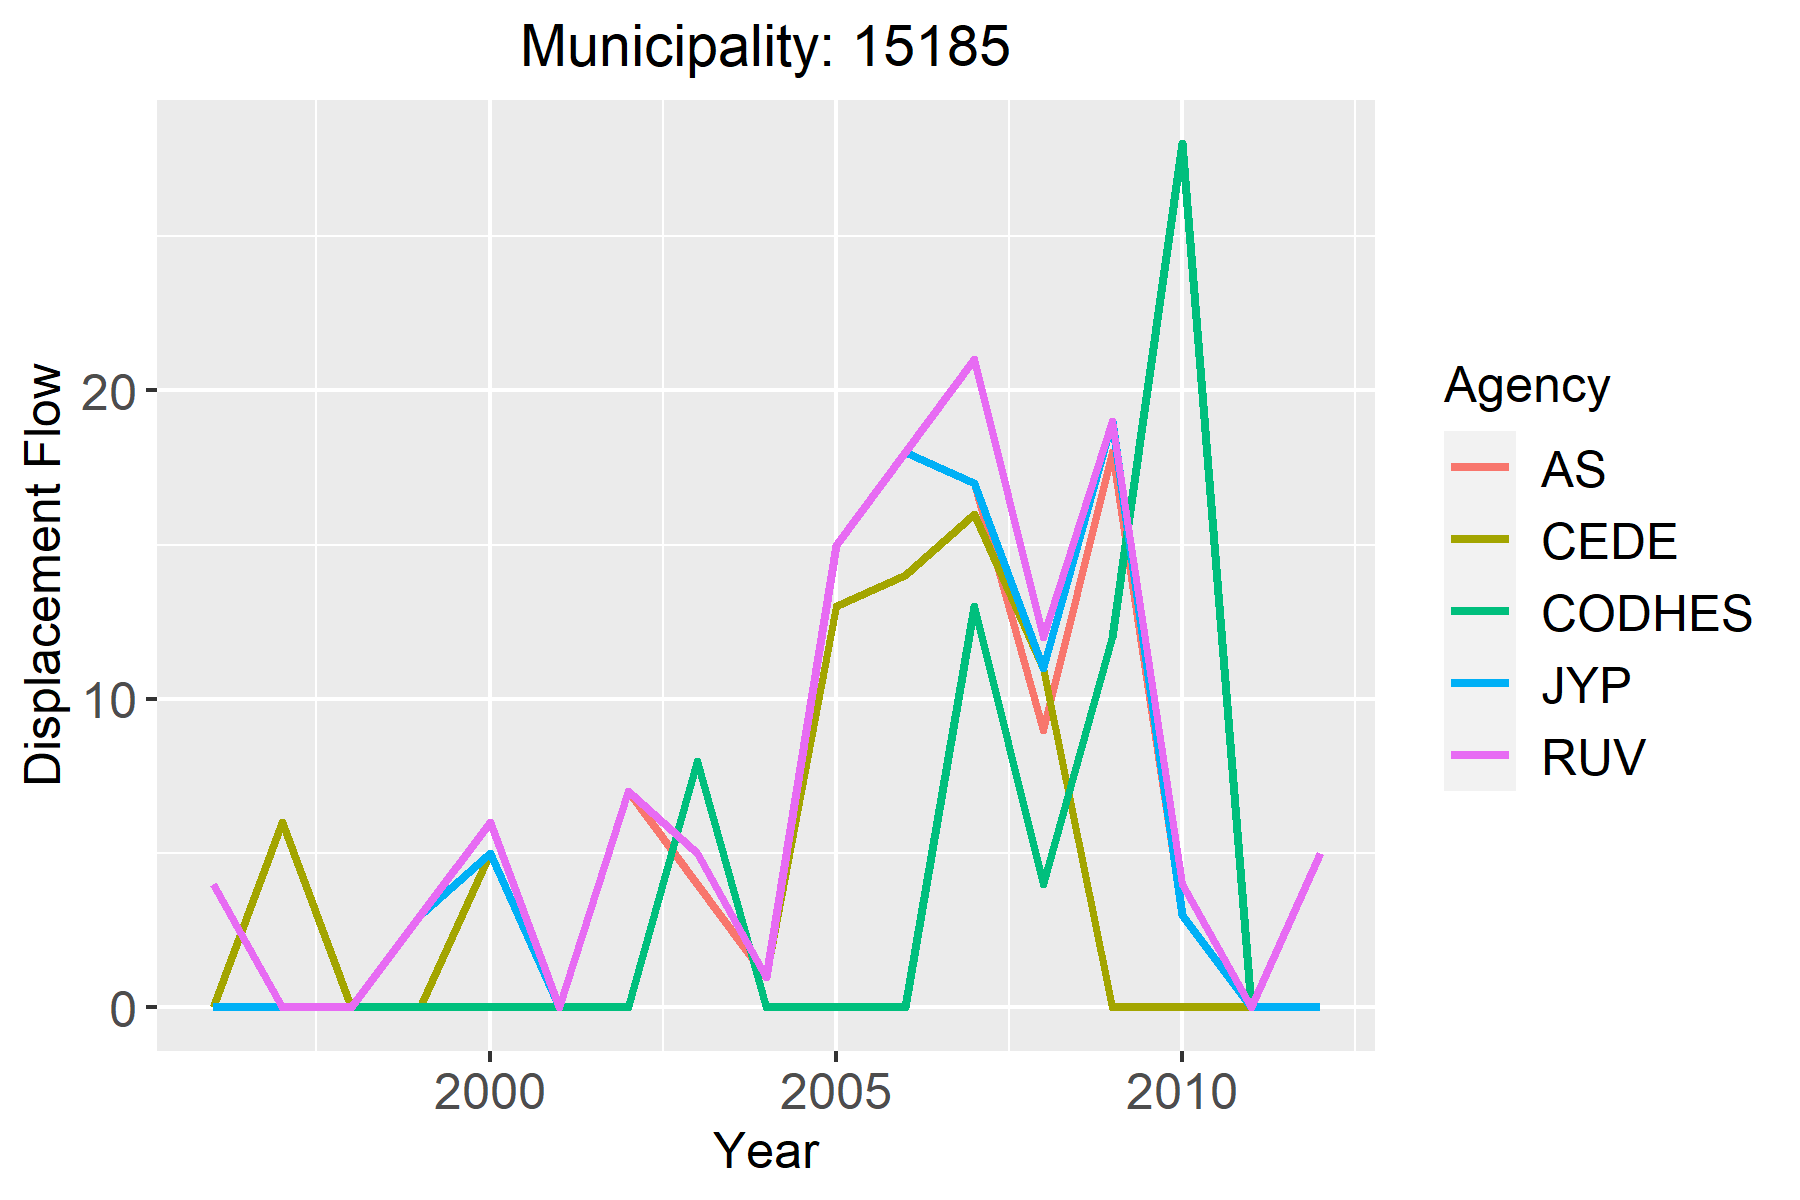 Municipality: 15185
Displacement Flow
20
10
0
2000 2005 2010
Year
Agency
AS
CEDE
CODHES
JYP
RUV